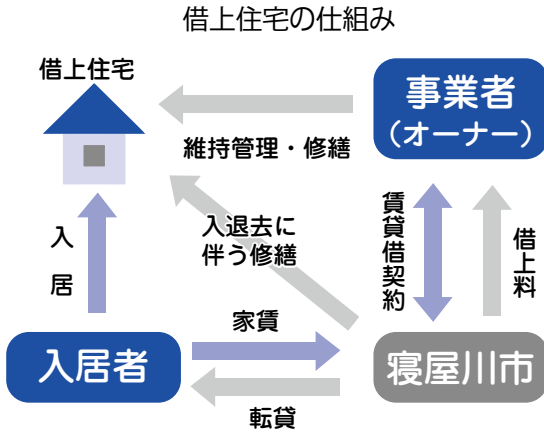 借上住宅の仕組み
借上住宅
事業者
（オーナー）
維持管理・修繕
入居
入退去に
伴う修繕
賃貸借契約
借上料
家賃
入居者
寝屋川市
転貸